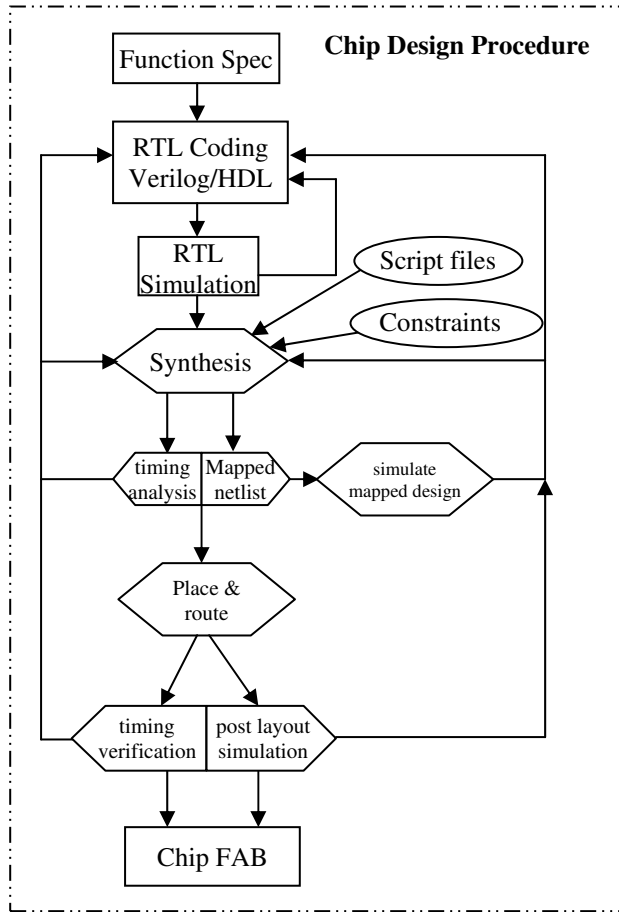 Chip Design Procedure
Function Spec
RTL Coding
Verilog/HDL
RTL
Simulation
Script files
Constraints
Synthesis
timing
analysis
Mapped
netlist
simulate
mapped design
Place &
route
timing
verification
post layout
simulation
Chip FAB